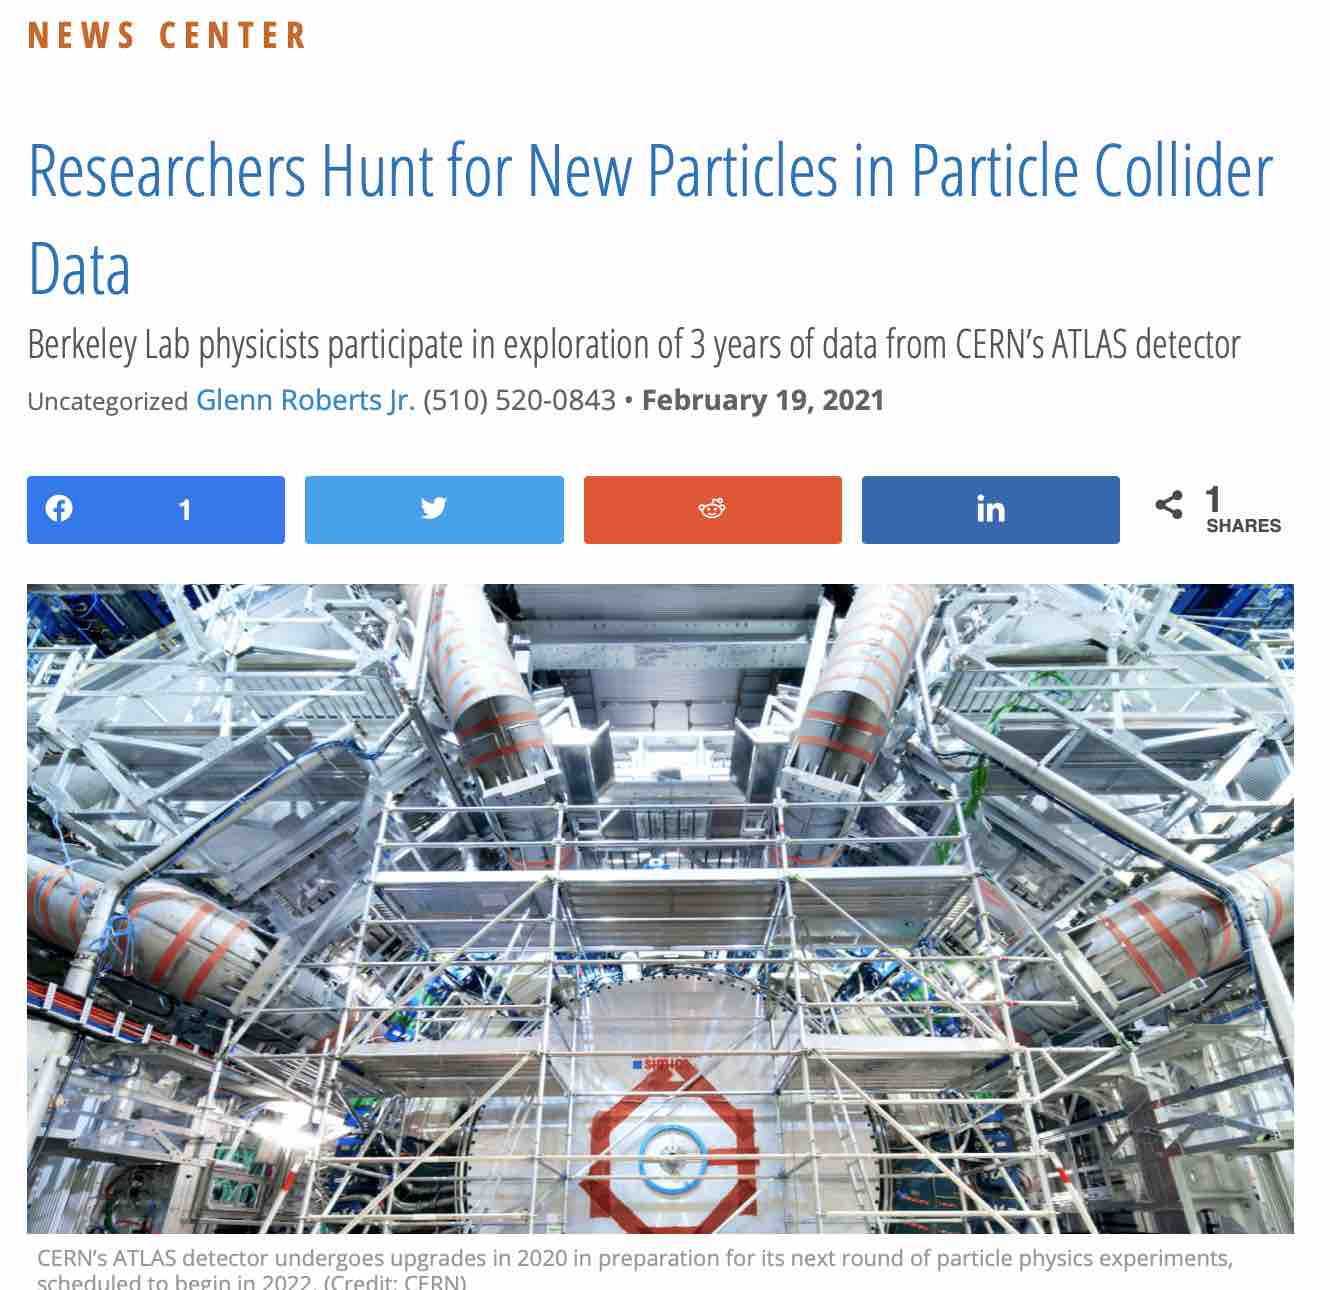 NEWS CENTER
Researchers Hunt for New Particles in Particle Collider
Data
Berkeley Lab physicists participate in exploration of 3 years of data from CERN’s ATLAS detector
Uncategorized Glenn Roberts Jr. (510) 520-0843 • February 19, 2021
1
in
1
SHARES
simic
CERN’s ATLAS detector undergoes upgrades in 2020 in preparation for its next round of particle physics experiments,
scheduled to begin in 2022. (Credit: CERN)